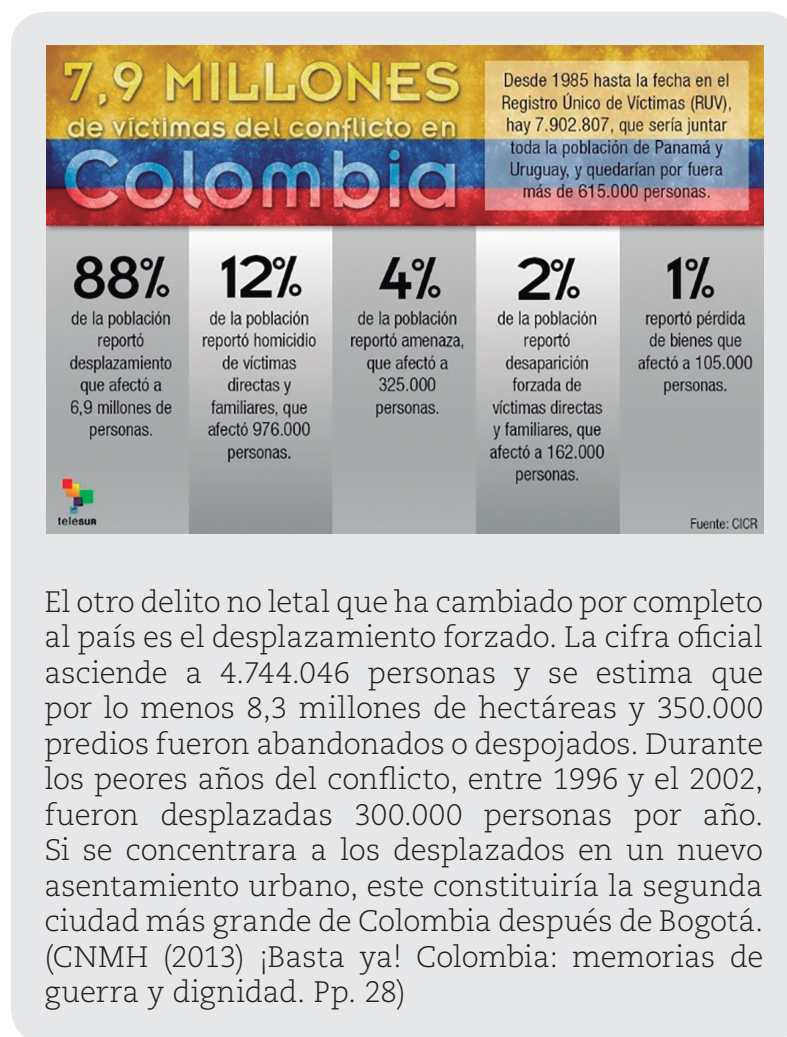 7,9 MILLONES
de víctimas del conflicto en
Colombia
Desde 1985 hasta la fecha en el
Registro Único de Víctimas (RUV),
hay 7.902.807, que sería juntar
toda la población de Panamá y
Uruguay, y quedarían por fuera
más de 615.000 personas.
88%
de la población
reportó
desplazamiento
que afectó a
6,9 millones de
personas.
12%
de la población
reportó homicidio
de víctimas
directas y
familiares, que
afectó 976.000
personas.
4%
de la población
reportó amenaza,
que afectó a
325.000
personas.
2%
de la población
reportó
desaparición
forzada de
víctimas directas
y familiares, que
afectó a 162.000
personas.
1%
reportó pérdida
de bienes que
afectó a 105.000
personas.
teleSUR
Fuente: CICR
El otro delito no letal que ha cambiado por completo
al país es el desplazamiento forzado. La cifra oficial
asciende a 4.744.046 personas y se estima que
por lo menos 8,3 millones de hectáreas y 350.000
predios fueron abandonados o despojados. Durante
los peores años del conflicto, entre 1996 y el 2002,
fueron desplazadas 300.000 personas por año.
Si se concentrara a los desplazados en un nuevo
asentamiento urbano, este constituiría la segunda
ciudad más grande de Colombia después de Bogotá.
(CNMH (2013) ¡Basta ya! Colombia: memorias de
guerra y dignidad. Pp. 28)